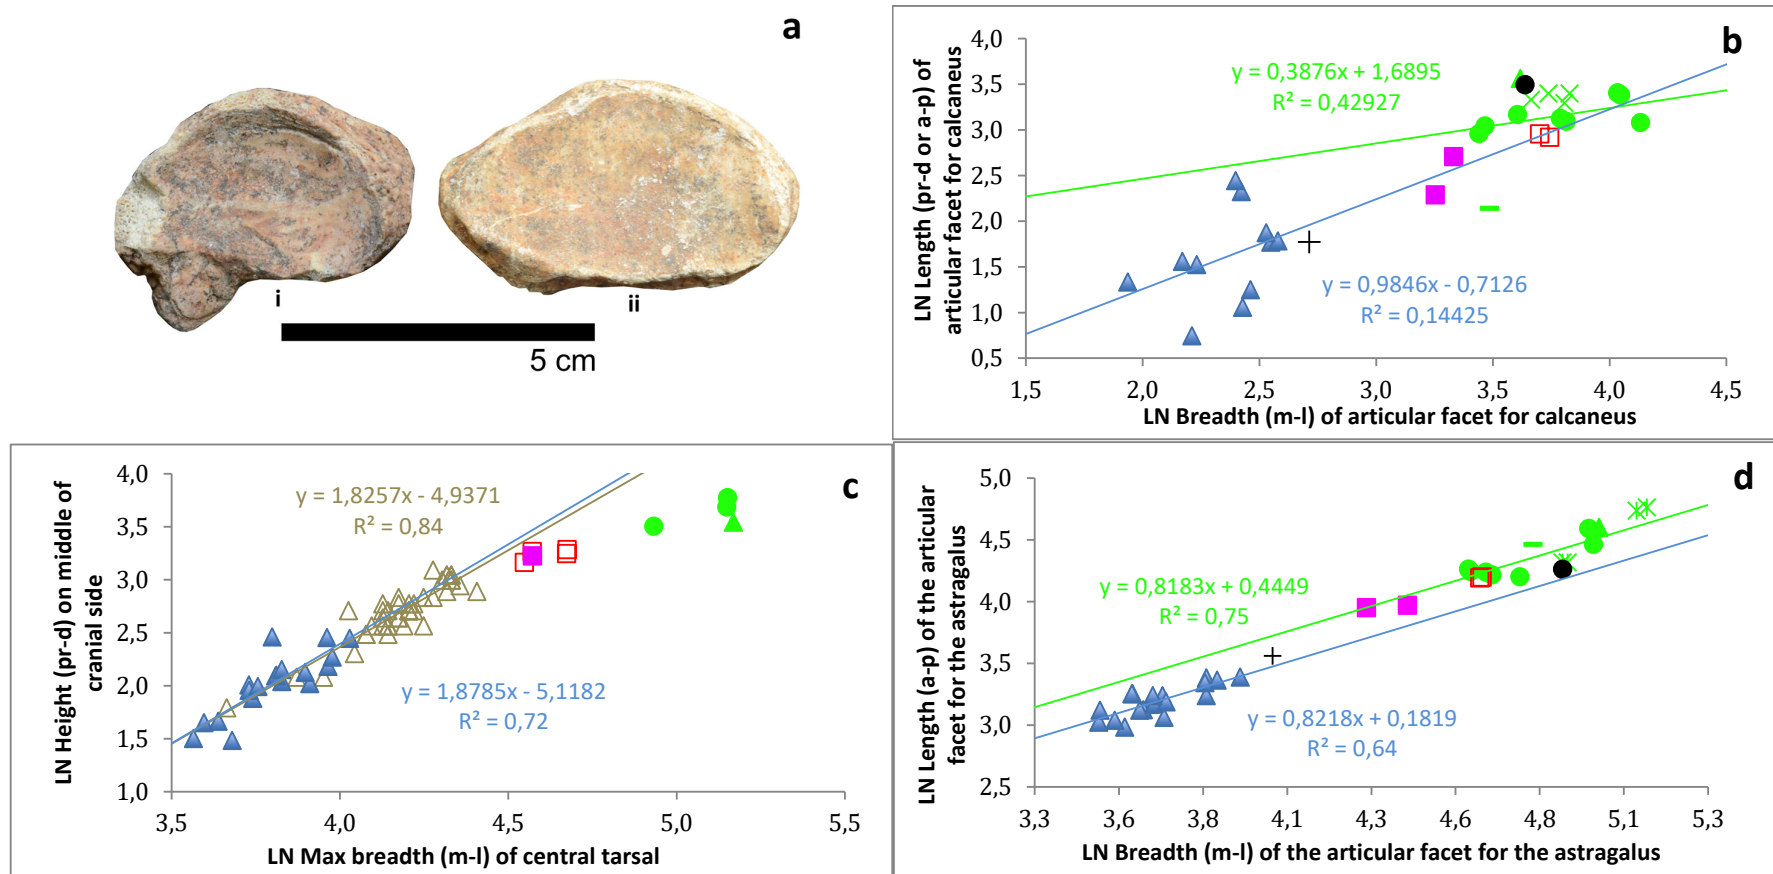 a
i
ii
5 cm
b
LN Length (pr-d or a-p) of
articular facet for calcaneus
4,0
3,5
3,0
2,5
2,0
1,5
1,0
0,5
y = 0,3876x + 1,6895
R² = 0,42927
y = 0,9846x - 0,7126
R² = 0,14425
1,5 2,0 2,5 3,0 3,5 4,0 4,5
LN Breadth (m-l) of articular facet for calcaneus
c
LN Height (pr-d) on middle of
cranial side
4,0
3,5
3,0
2,5
2,0
1,5
1,0
y = 1,8257x - 4,9371
R² = 0,84
y = 1,8785x - 5,1182
R² = 0,72
3,5 4,0 4,5 5,0 5,5
LN Max breadth (m-l) of central tarsal
d
LN Length (a-p) of the articular
facet for the astragalus
5,0
4,5
4,0
3,5
3,0
2,5
y = 0,8183x + 0,4449
R² = 0,75
y = 0,8218x + 0,1819
R² = 0,64
3,3 3,6 3,8 4,1 4,3 4,6 4,8 5,1 5,3
LN Breadth (m-l) of the articular facet for the astragalus